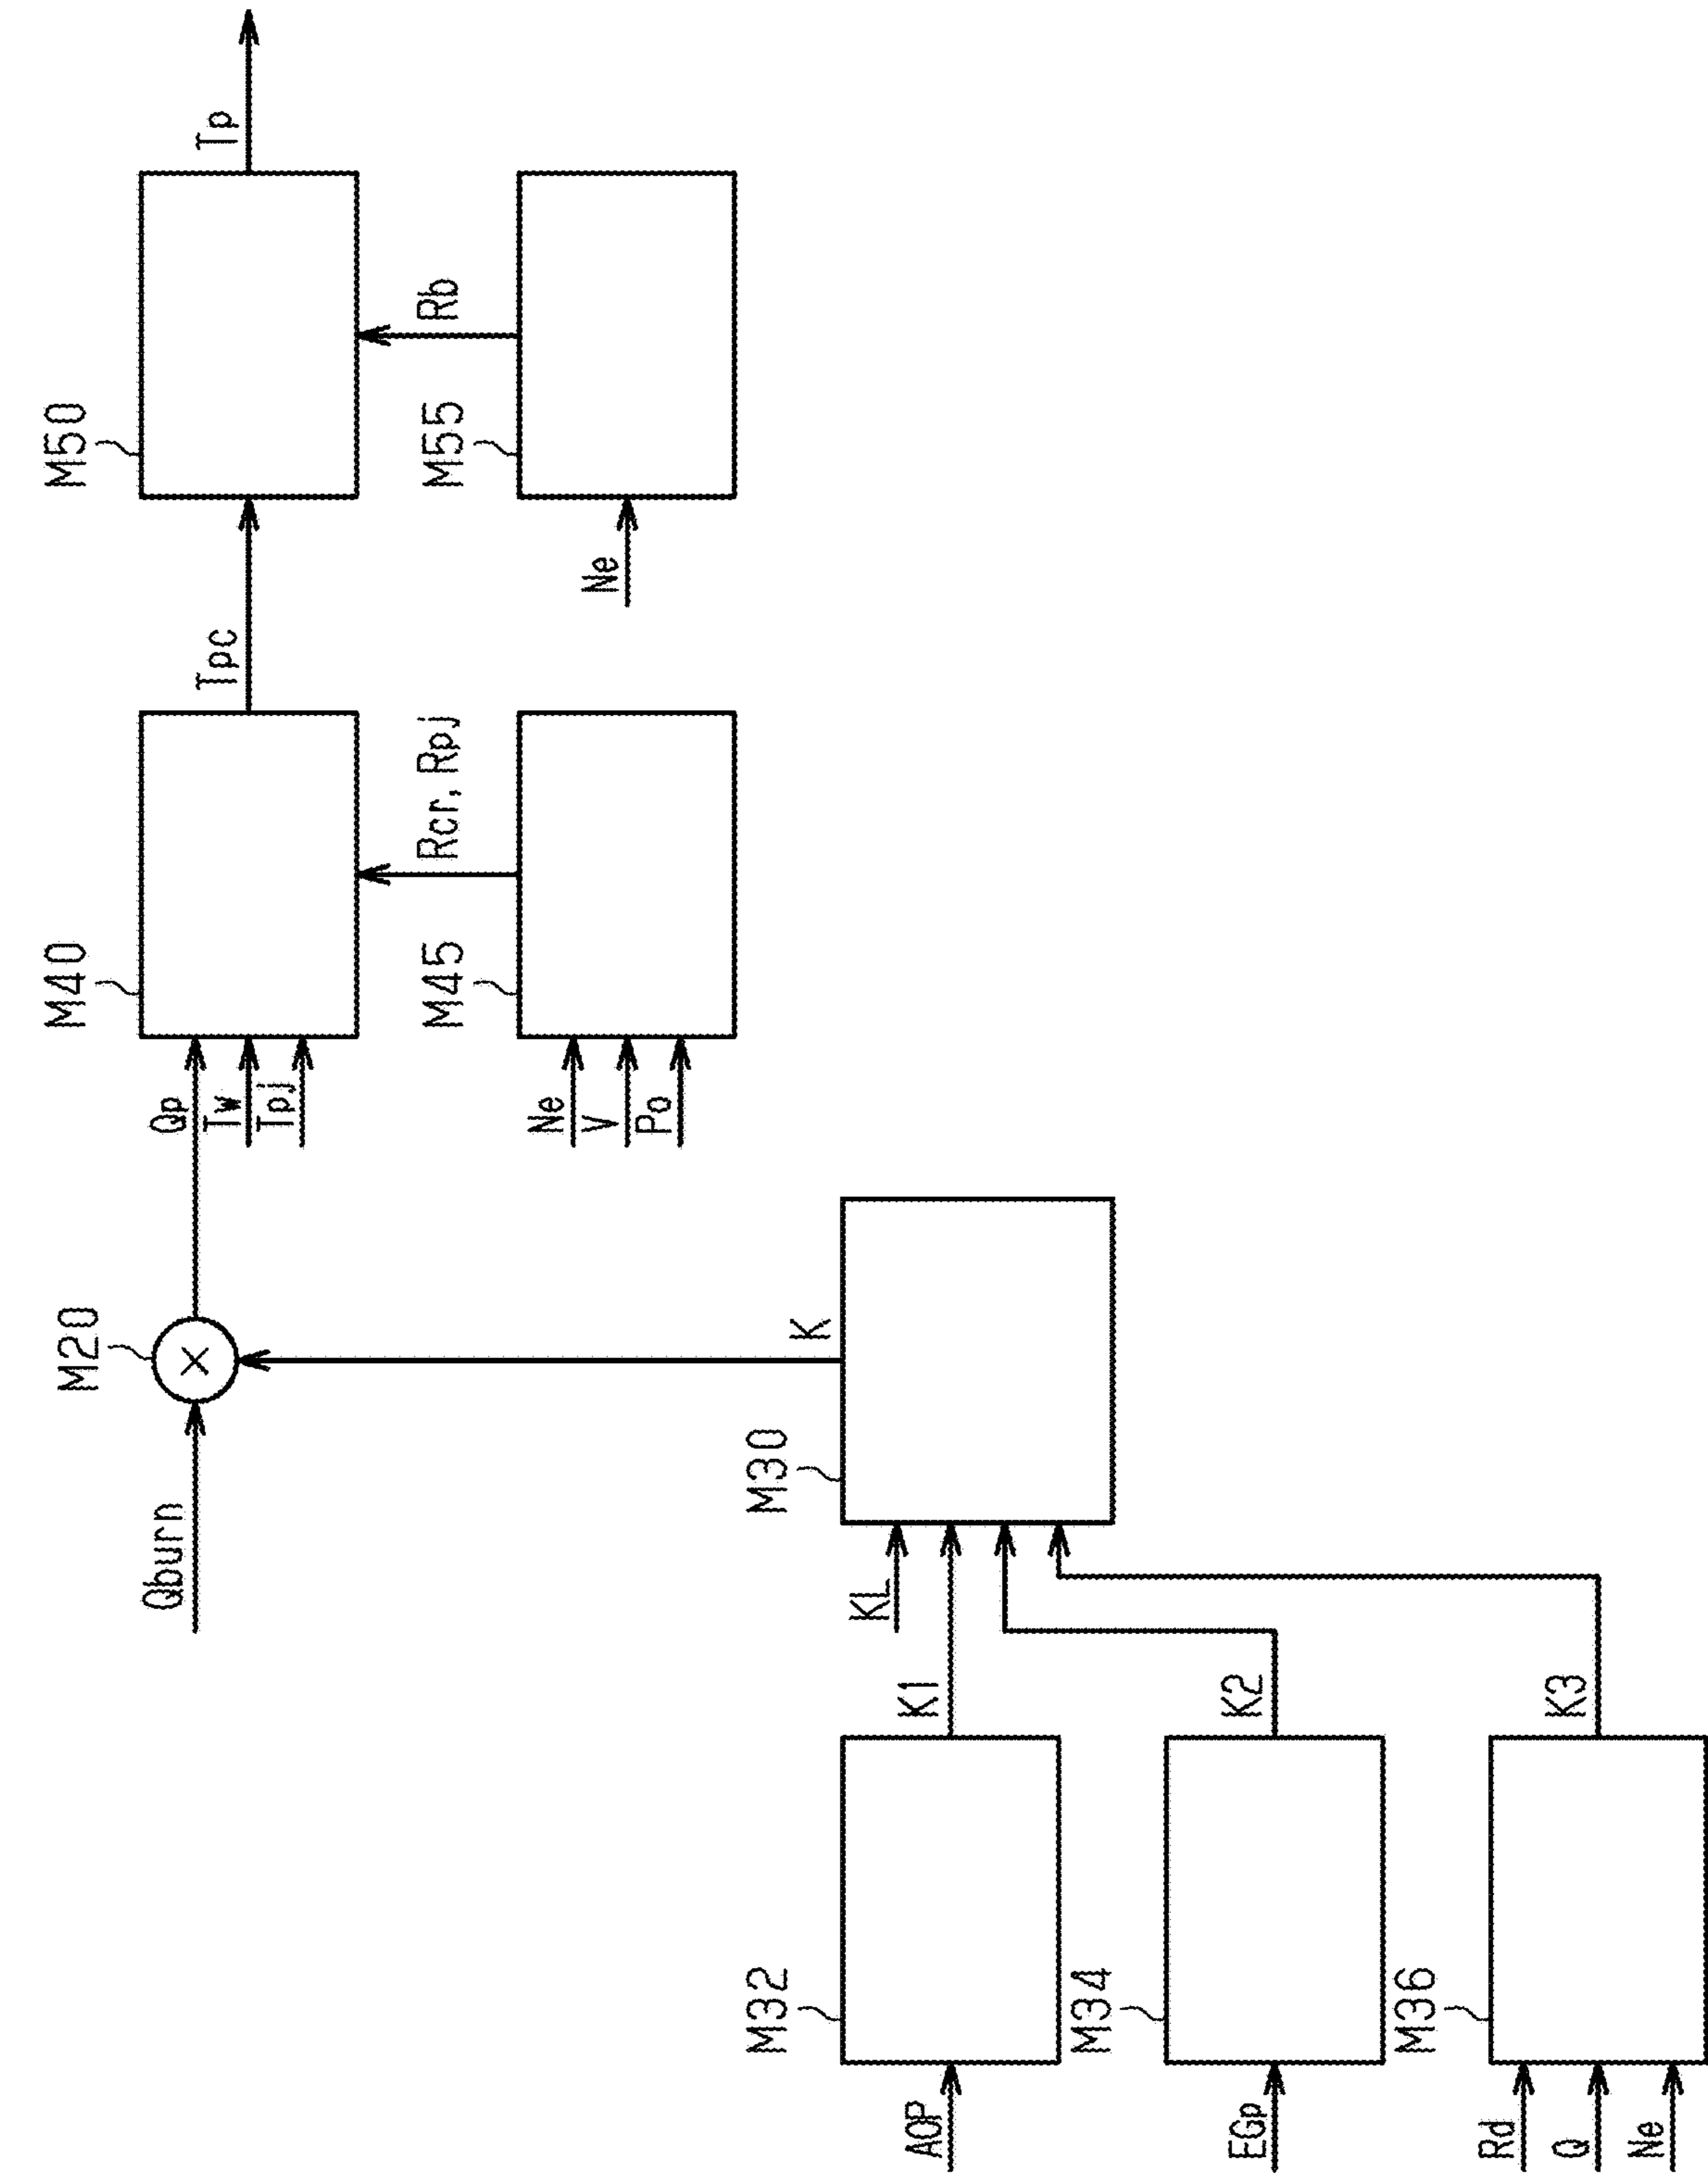 M20
M40
M50
Qburn
Qp
Tw
Tpj
Tpc
Tp
Rcr, Rpj
Rb
M45
M55
Ne
V
Po
Ne
K
M30
KL
M32
K1
AOP
M34
K2
EGp
M36
K3
Rd
Q
Ne